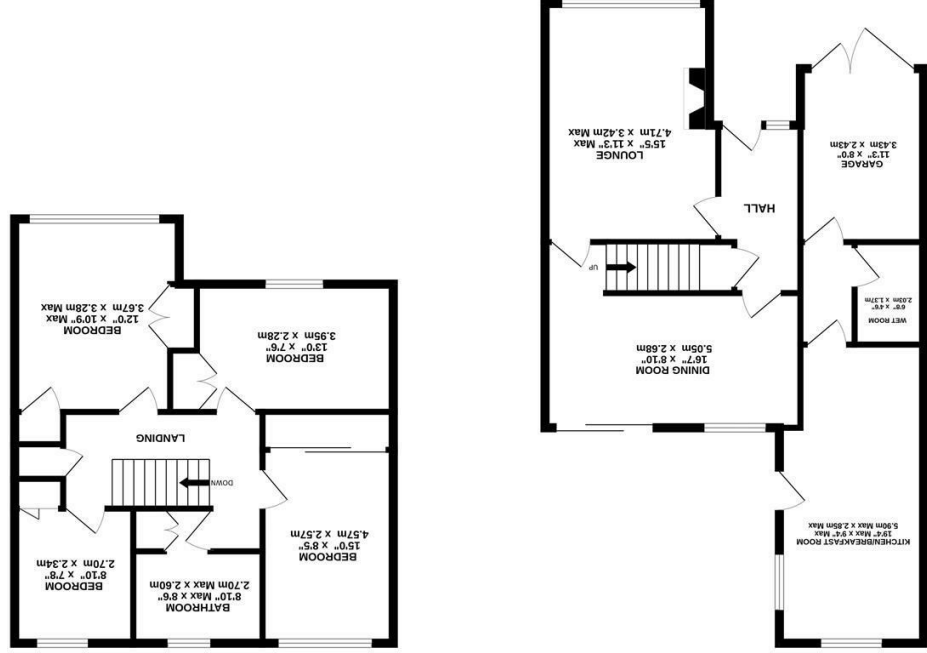 KITCHEN/BREAKFAST ROOM
19'4" Max x 9'4" Max
5.90m Max x 2.85m Max
DINING ROOM
16'7" x 8'10"
5.05m x 2.68m
WET ROOM
6'8" x 4'6"
2.03m x 1.37m
UP
HALL
GARAGE
11'3" x 8'0"
3.43m x 2.43m
LOUNGE
15'5" x 11'3" Max
4.71m x 3.42m Max
BEDROOM
15'0" x 8'5"
4.57m x 2.57m
BATHROOM
8'10" Max x 8'6"
2.70m Max x 2.60m
BEDROOM
8'10" x 7'8"
2.70m x 2.34m
DOWN
LANDING
BEDROOM
13'0" x 7'6"
3.95m x 2.28m
BEDROOM
12'0" x 10'9" Max
3.67m x 3.28m Max